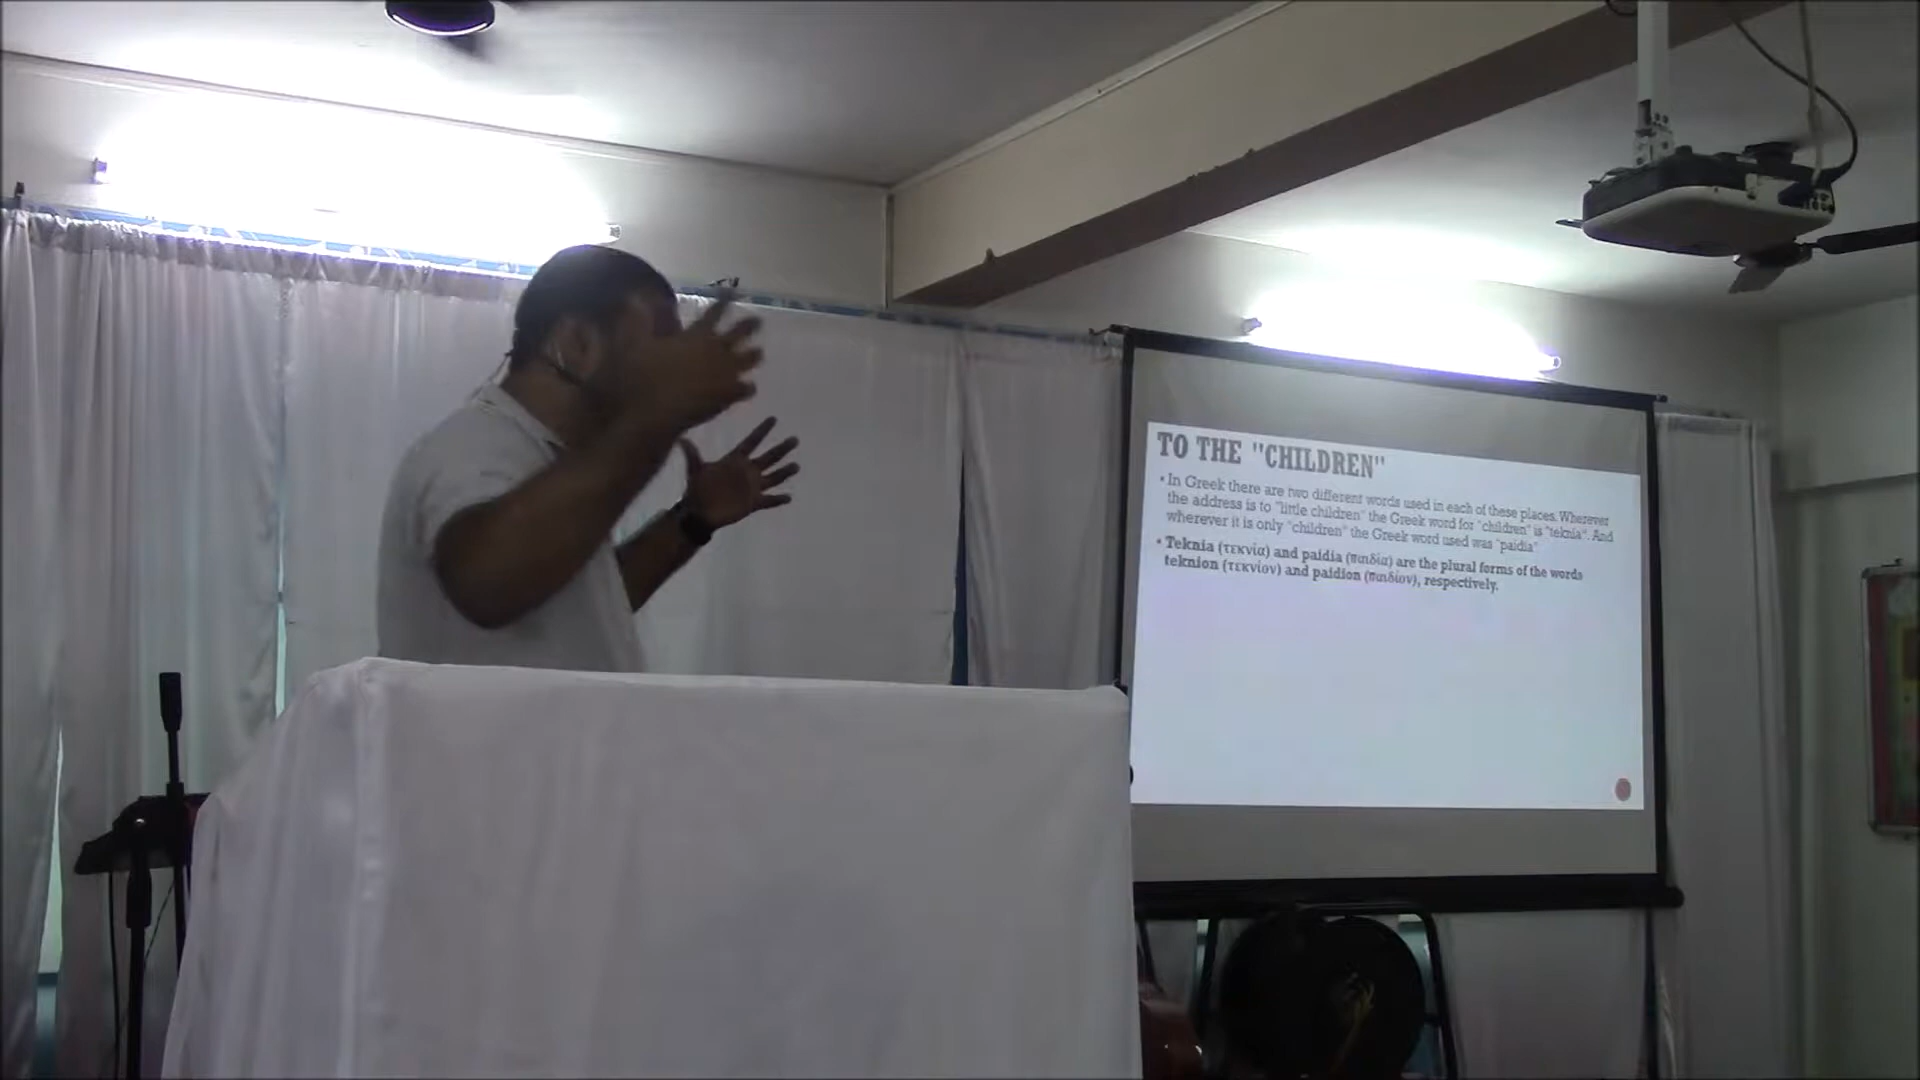 TO THE "CHILDREN"
• In Greek there are two different words used in each of these places. Wherever
the address is to "little children" the Greek word for "children" is "teknia". And
wherever it is only "children" the Greek word used was "paidia"
• Teknia (τεκνία) and paidia (παιδία) are the plural forms of the words
teknion (τεκνίον) and paidion (παιδίον), respectively.